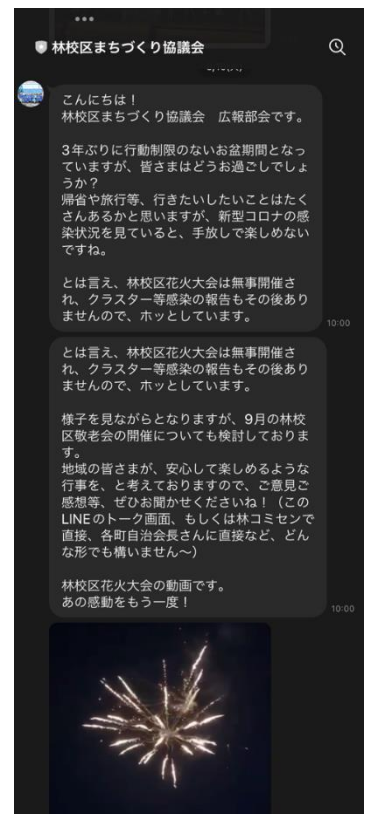 林校区まちづくり協議会
こんにちは！
林校区まちづくり協議会　広報部会です。
3年ぶりに行動制限のないお盆期間となっ
ていますが、皆さまはどうお過ごしでしょ
うか？
帰省や旅行等、行きたいしたいことはたく
さんあるかと思いますが、新型コロナの感
染状況を見ていると、手放しで楽しめない
ですね。
とは言え、林校区花火大会は無事開催さ
れ、クラスター等感染の報告もその後あり
ませんので、ホッとしています。
10:00
とは言え、林校区花火大会は無事開催さ
れ、クラスター等感染の報告もその後あり
ませんので、ホッとしています。
様子を見ながらとなりますが、9月の林校
区敬老会の開催についても検討しておりま
す。
地域の皆さまが、安心して楽しめるような
行事を、と考えておりますので、ご意見ご
感想等、ぜひお聞かせくださいね！（この
LINEのトーク画面、もしくは林コミセンで
直接、各町自治会長さんに直接など、どん
な形でも構いません〜）
林校区花火大会の動画です。
あの感動をもう一度！
10:00